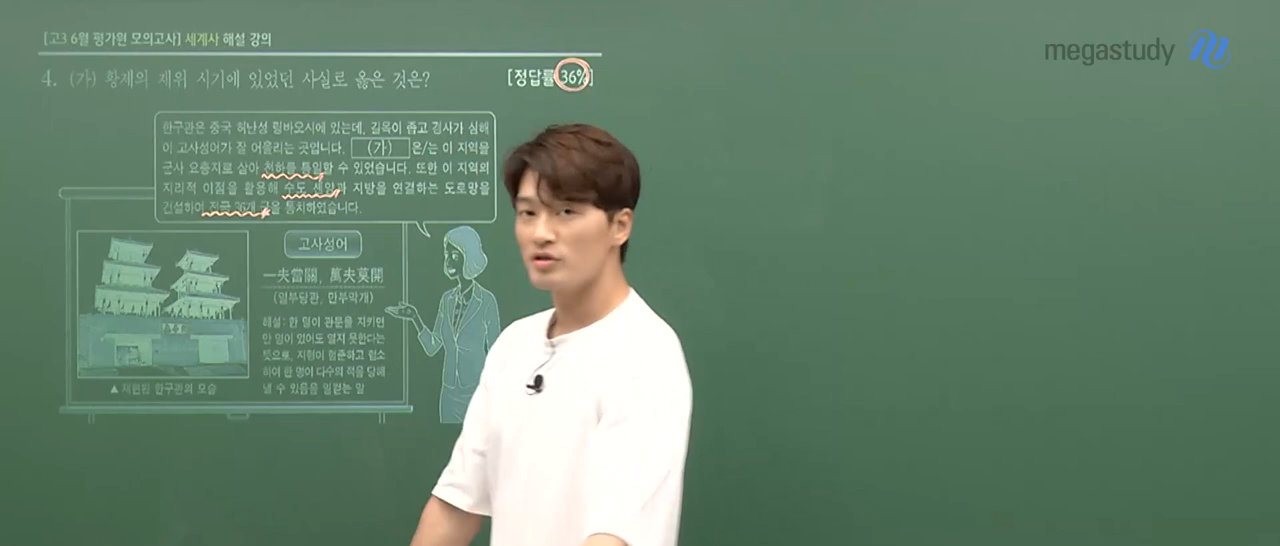 [고3 6월 평가원 모의고사] 세계사 해설 강의
megastudy
4. (가) 황제의 재위 시기에 있었던 사실로 옳은 것은?
[정답률 36%]
한구관은 중국 허난성 링바오시에 있는데, 길목이 좁고 경사가 심해
이 고사성어가 잘 어울리는 곳입니다. (가) 은/는 이 지역을
군사 요충지로 삼아 천하를 통일할 수 있었습니다. 또한 이 지역의
지리적 이점을 활용해 수도 셴양과 지방을 연결하는 도로망을
건설하여 전국 36개 군을 통치하였습니다.
고사성어
一夫當關, 萬夫莫開
(일부당관, 만부막개)
해설: 한 명이 관문을 지키면
만 명이 있어도 열지 못한다는
뜻으로, 지형이 험준하고 협소
하여 한 명이 다수의 적을 당해
낼 수 있음을 일컫는 말
▲ 재현된 한구관의 모습